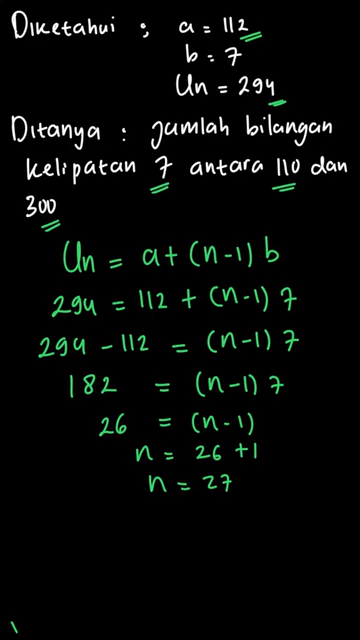 Diketahui : a = 112
b = 7
Un = 294
Ditanya : jumlah bilangan
kelipatan 7 antara 110 dan
300
Un = a + (n-1) b
294 = 112 + (n-1) 7
294 - 112 = (n-1) 7
182 = (n-1) 7
26 = (n-1)
n = 26 + 1
n = 27